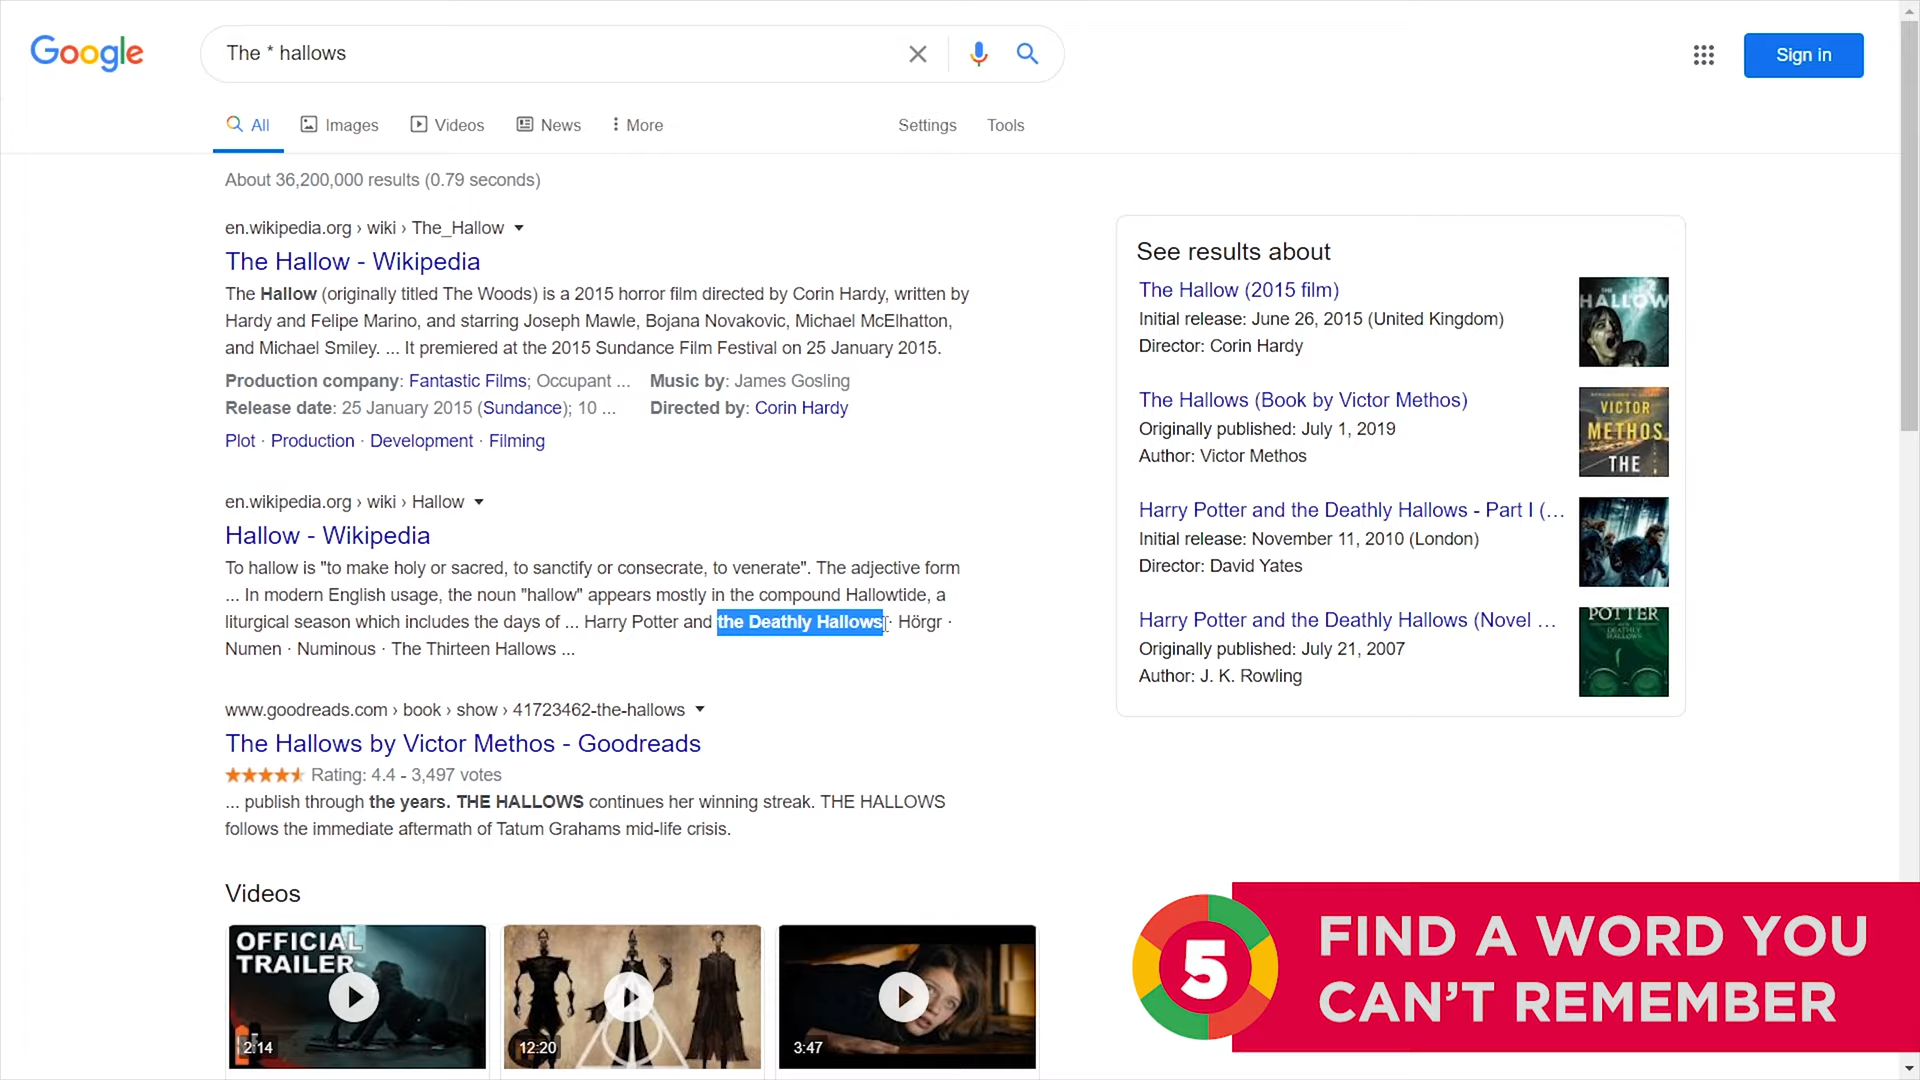 Google
The * hallows
Sign in
All
Images
Videos
News
More
Settings
Tools
About 36,200,000 results (0.79 seconds)
en.wikipedia.org › wiki › The_Hallow
The Hallow - Wikipedia
The Hallow (originally titled The Woods) is a 2015 horror film directed by Corin Hardy, written by
Hardy and Felipe Marino, and starring Joseph Mawle, Bojana Novakovic, Michael McElhatton,
and Michael Smiley. ... It premiered at the 2015 Sundance Film Festival on 25 January 2015.
Production company: Fantastic Films; Occupant ... Music by: James Gosling
Release date: 25 January 2015 (Sundance); 10 ... Directed by: Corin Hardy
Plot · Production · Development · Filming
en.wikipedia.org › wiki › Hallow
Hallow - Wikipedia
To hallow is "to make holy or sacred, to sanctify or consecrate, to venerate". The adjective form
... In modern English usage, the noun "hallow" appears mostly in the compound Hallowtide, a
liturgical season which includes the days of ... Harry Potter and the Deathly Hallows · Hörgr ·
Numen · Numinous · The Thirteen Hallows ...
www.goodreads.com › book › show › 41723462-the-hallows
The Hallows by Victor Methos - Goodreads
Rating: 4.4 - 3,497 votes
... publish through the years. THE HALLOWS continues her winning streak. THE HALLOWS
follows the immediate aftermath of Tatum Grahams mid-life crisis.
Videos
OFFICIAL
TRAILER
2:14
12:20
3:47
See results about
The Hallow (2015 film)
Initial release: June 26, 2015 (United Kingdom)
Director: Corin Hardy
HALLOW
The Hallows (Book by Victor Methos)
Originally published: July 1, 2019
Author: Victor Methos
VICTOR
METHOS
THE
Harry Potter and the Deathly Hallows - Part I (...
Initial release: November 11, 2010 (London)
Director: David Yates
Harry Potter and the Deathly Hallows (Novel ...
Originally published: July 21, 2007
Author: J. K. Rowling
POTTER
5
FIND A WORD YOU
CAN'T REMEMBER